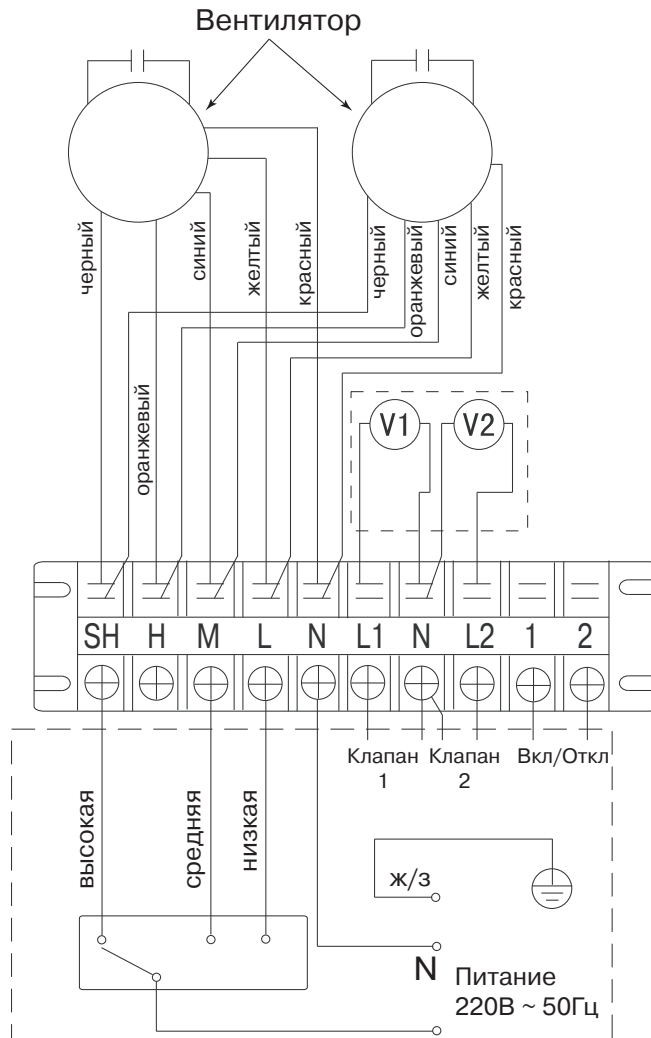 Вентилятор
черный
оранжевый
синий
желтый
красный
черный
оранжевый
синий
желтый
красный
V1
V2
SH H M L N L1 N L2 1 2
Клапан 1
Клапан 2
Вкл/Откл
высокая
средняя
низкая
ж/з
N
Питание
220В ~ 50Гц